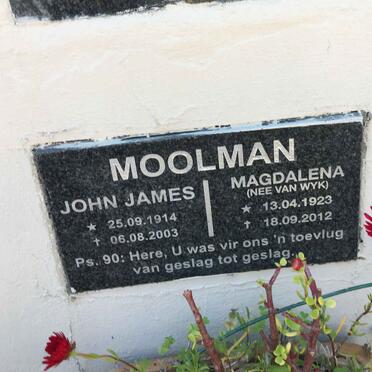 MOOLMAN
JOHN JAMES
★ 25.09.1914
✝ 06.08.2003
MAGDALENA
(NEE VAN WYK)
★ 13.04.1923
✝ 18.09.2012
Ps. 90: Here, U was vir ons 'n toevlug
van geslag tot geslag.